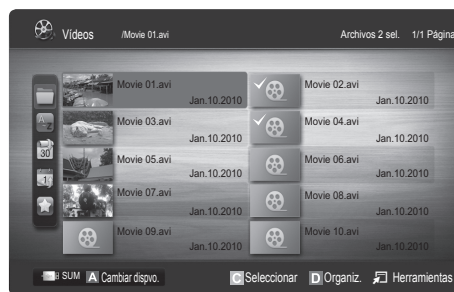 Vídeos /Movie 01.avi Archivos 2 sel. 1/1 Página
Movie 01.avi Movie 02.avi
Jan.10.2010 Jan.10.2010
Movie 03.avi Movie 04.avi
Jan.10.2010 Jan.10.2010
Movie 05.avi Movie 06.avi
Jan.10.2010 Jan.10.2010
Movie 07.avi Movie 08.avi
Jan.10.2010 Jan.10.2010
Movie 09.avi Movie 10.avi
Jan.10.2010 Jan.10.2010
SUM A Cambiar dispvo. C Seleccionar D Organiz. Herramientas